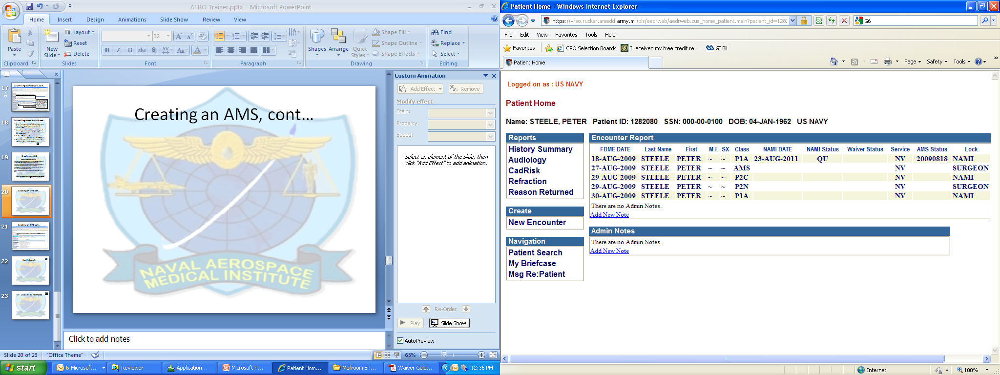 AERO Trainer.pptx - Microsoft PowerPoint
Home Insert Design Animations Slide Show Review View
Paste
New Slide
Layout
Reset
Delete
32
B I U abc S AV Aa A
Shapes Arrange Quick Styles
Shape Fill
Shape Outline
Shape Effects
Find
Replace
Select
Clipboard Slides Font Paragraph Drawing Editing
17
18
19
20
21
22
23
Creating an AMS, cont...
NAVAL AEROSPACE
MEDICAL INSTITUTE
Custom Animation
Add Effect Remove
Modify effect
Start:
Property:
Speed:
Select an element of the slide, then
click "Add Effect" to add animation.
Re-Order
Play Slide Show
AutoPreview
Click to add notes
Slide 20 of 23 "Office Theme" 65%
start 6 Microsof... Reviewer Application... Microsoft P... Patient Hom... Mailroom En... Waiver Guid... 12:36 PM
Patient Home - Windows Internet Explorer
https://vfso.rucker.amedd.army.mil/pls/aedrweb/aedrweb.cus_home_patient.main?patient_id=128 G6
File Edit View Favorites Tools Help
Favorites CPO Selection Boards I received my free credit re... GI Bil
Patient Home Page Safety Tools
Logged on as : US NAVY
Patient Home
Name: STEELE, PETER Patient ID: 1282080 SSN: 000-00-0100 DOB: 04-JAN-1962 US NAVY
Reports
History Summary
Audiology
CadRisk
Refraction
Reason Returned
Create
New Encounter
Navigation
Patient Search
My Briefcase
Msg Re:Patient
Encounter Report
FDME DATE Last Name First M.I. SX Class NAMI DATE NAMI Status Waiver Status Service AMS Status Lock
18-AUG-2009 STEELE PETER ~ ~ P1A 23-AUG-2011 QU NV 20090818 NAMI
27-AUG-2009 STEELE PETER ~ ~ AMS NV SURGEON
29-AUG-2009 STEELE PETER ~ ~ P2C NV NAMI
29-AUG-2009 STEELE PETER ~ ~ P2N NV SURGEON
30-AUG-2009 STEELE PETER ~ ~ P1A NV NAMI
There are no Admin Notes.
Add New Note
Admin Notes
There are no Admin Notes.
Add New Note
Internet 100%